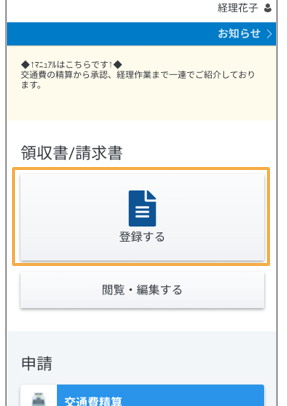 経理花子
お知らせ
◆↑ﾏﾆｭｱﾙはこちらです↑◆
交通費の精算から承認、経理作業まで一連でご紹介しており
ます。
領収書/請求書
登録する
閲覧・編集する
申請
交通費精算